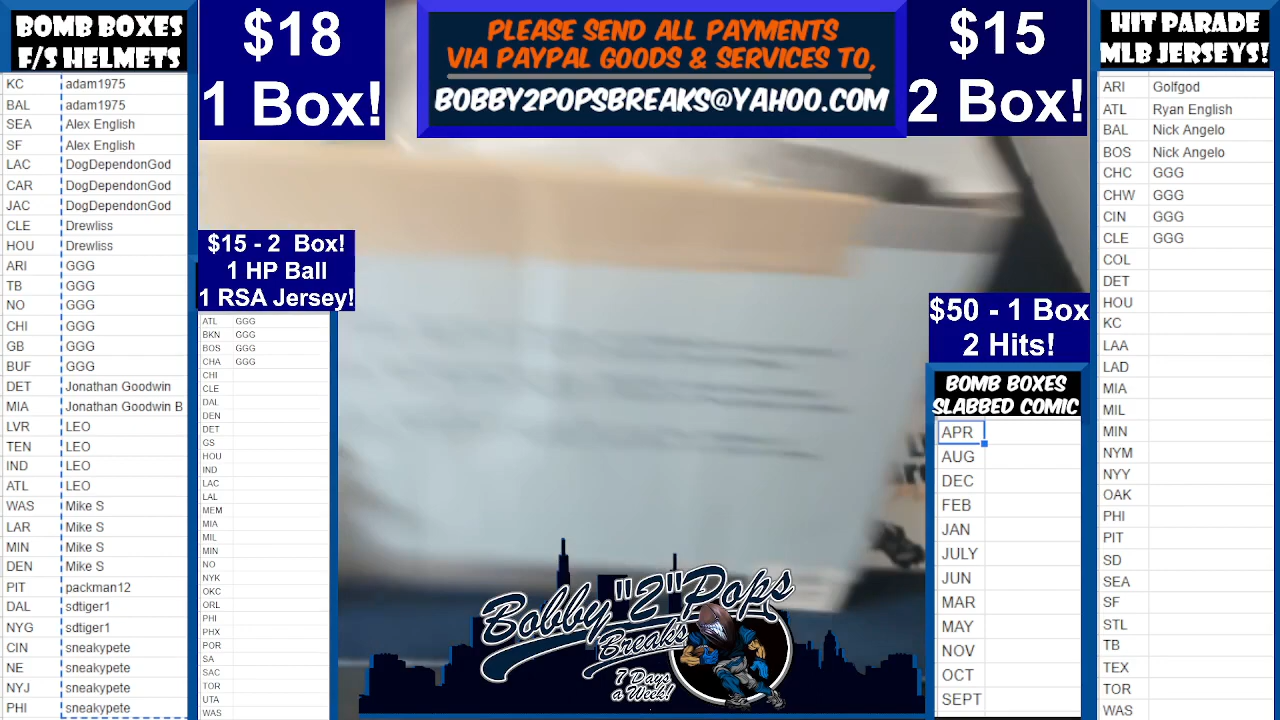 BOMB BOXES
F/S HELMETS
KC adam1975
BAL adam1975
SEA Alex English
SF Alex English
LAC DogDependonGod
CAR DogDependonGod
JAC DogDependonGod
CLE Drewliss
HOU Drewliss
ARI GGG
TB GGG
NO GGG
CHI GGG
GB GGG
BUF GGG
DET Jonathan Goodwin
MIA Jonathan Goodwin B
LVR LEO
TEN LEO
IND LEO
ATL LEO
WAS Mike S
LAR Mike S
MIN Mike S
DEN Mike S
PIT packman12
DAL sdtiger1
NYG sdtiger1
CIN sneakypete
NE sneakypete
NYJ sneakypete
PHI sneakypete
$18
1 Box!
$15 - 2 Box!
1 HP Ball
1 RSA Jersey!
ATL GGG
BKN GGG
BOS GGG
CHA GGG
CHI
CLE
DAL
DEN
DET
GS
HOU
IND
LAC
LAL
MEM
MIA
MIL
MIN
NO
NYK
OKC
ORL
PHI
PHX
POR
SA
SAC
TOR
UTA
WAS
PLEASE SEND ALL PAYMENTS
VIA PAYPAL GOODS & SERVICES TO,
BOBBY2POPSBREAKS@YAHOO.COM
Bobby "2" Pops
Breaks
7 Days
a Week!
$15
2 Box!
$50 - 1 Box
2 Hits!
BOMB BOXES
SLABBED COMIC
APR
AUG
DEC
FEB
JAN
JULY
JUN
MAR
MAY
NOV
OCT
SEPT
HIT PARADE
MLB JERSEYS!
ARI Golfgod
ATL Ryan English
BAL Nick Angelo
BOS Nick Angelo
CHC GGG
CHW GGG
CIN GGG
CLE GGG
COL
DET
HOU
KC
LAA
LAD
MIA
MIL
MIN
NYM
NYY
OAK
PHI
PIT
SD
SEA
SF
STL
TB
TEX
TOR
WAS